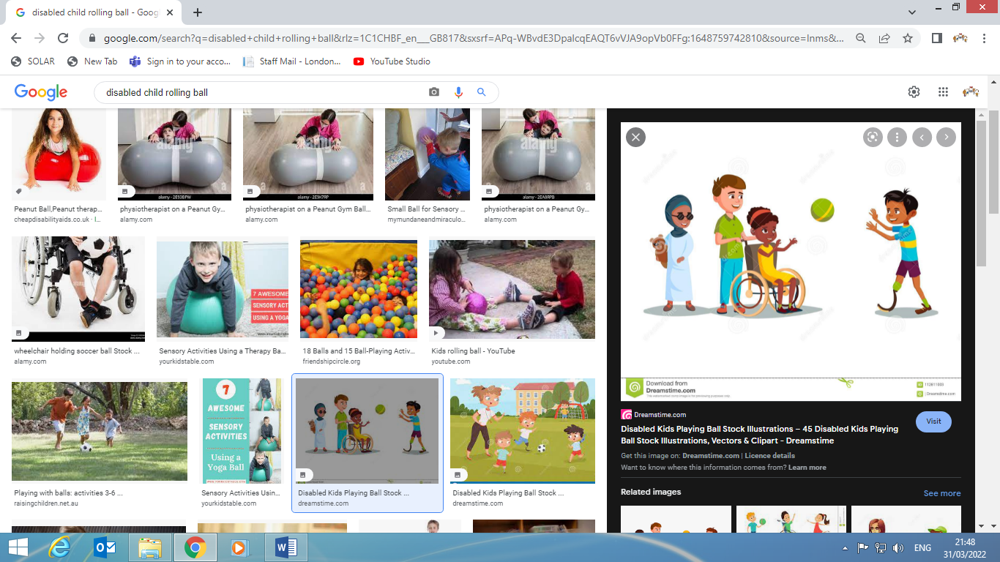 disabled child rolling ball - Goog
google.com/search?q=disabled+child+rolling+ball&rlz=1C1CHBF_en___GB817&sxsrf=APq-WBvdE3DpaIcqEAQT6vVJA9opVb0FFg:1648759742810&source=lnms&...
SOLAR
New Tab
Sign in to your acco...
Staff Mail - London...
YouTube Studio
Google
disabled child rolling ball
alamy
alamy - 2E93BFW
alamy
Peanut Ball,Peanut therap...
cheapdisabilityaids.co.uk · I...
physiotherapist on a Peanut Gy...
alamy.com
physiotherapist on a Peanut Gym Ball...
alamy.com
Small Ball for Sensory ...
mymundaneandmiraculo...
physiotherapist on a Peanut Gy...
alamy.com
7 AWESOME
SENSORY ACT
USING A YOGA
wheelchair holding soccer ball Stock ...
alamy.com
Sensory Activities Using a Therapy Ba...
yourkidstable.com
18 Balls and 15 Ball-Playing Activ...
friendshipcircle.org
Kids rolling ball - YouTube
youtube.com
7
AWESOME
SENSORY
ACTIVITIES
Using a
Yoga Ball
Playing with balls: activities 3-6 ...
raisingchildren.net.au
Sensory Activities Usin...
yourkidstable.com
Disabled Kids Playing Ball Stock ...
dreamstime.com
Disabled Kids Playing Ball Stock ...
dreamstime.com
Download from
Dreamstime.com
Dreamstime.com
Dreamstime.com
Disabled Kids Playing Ball Stock Illustrations – 45 Disabled Kids Playing
Ball Stock Illustrations, Vectors & Clipart - Dreamstime
Visit
Get this image on: Dreamstime.com | Licence details
Want to know where this information comes from? Learn more
Related images
See more
ENG
21:48
31/03/2022